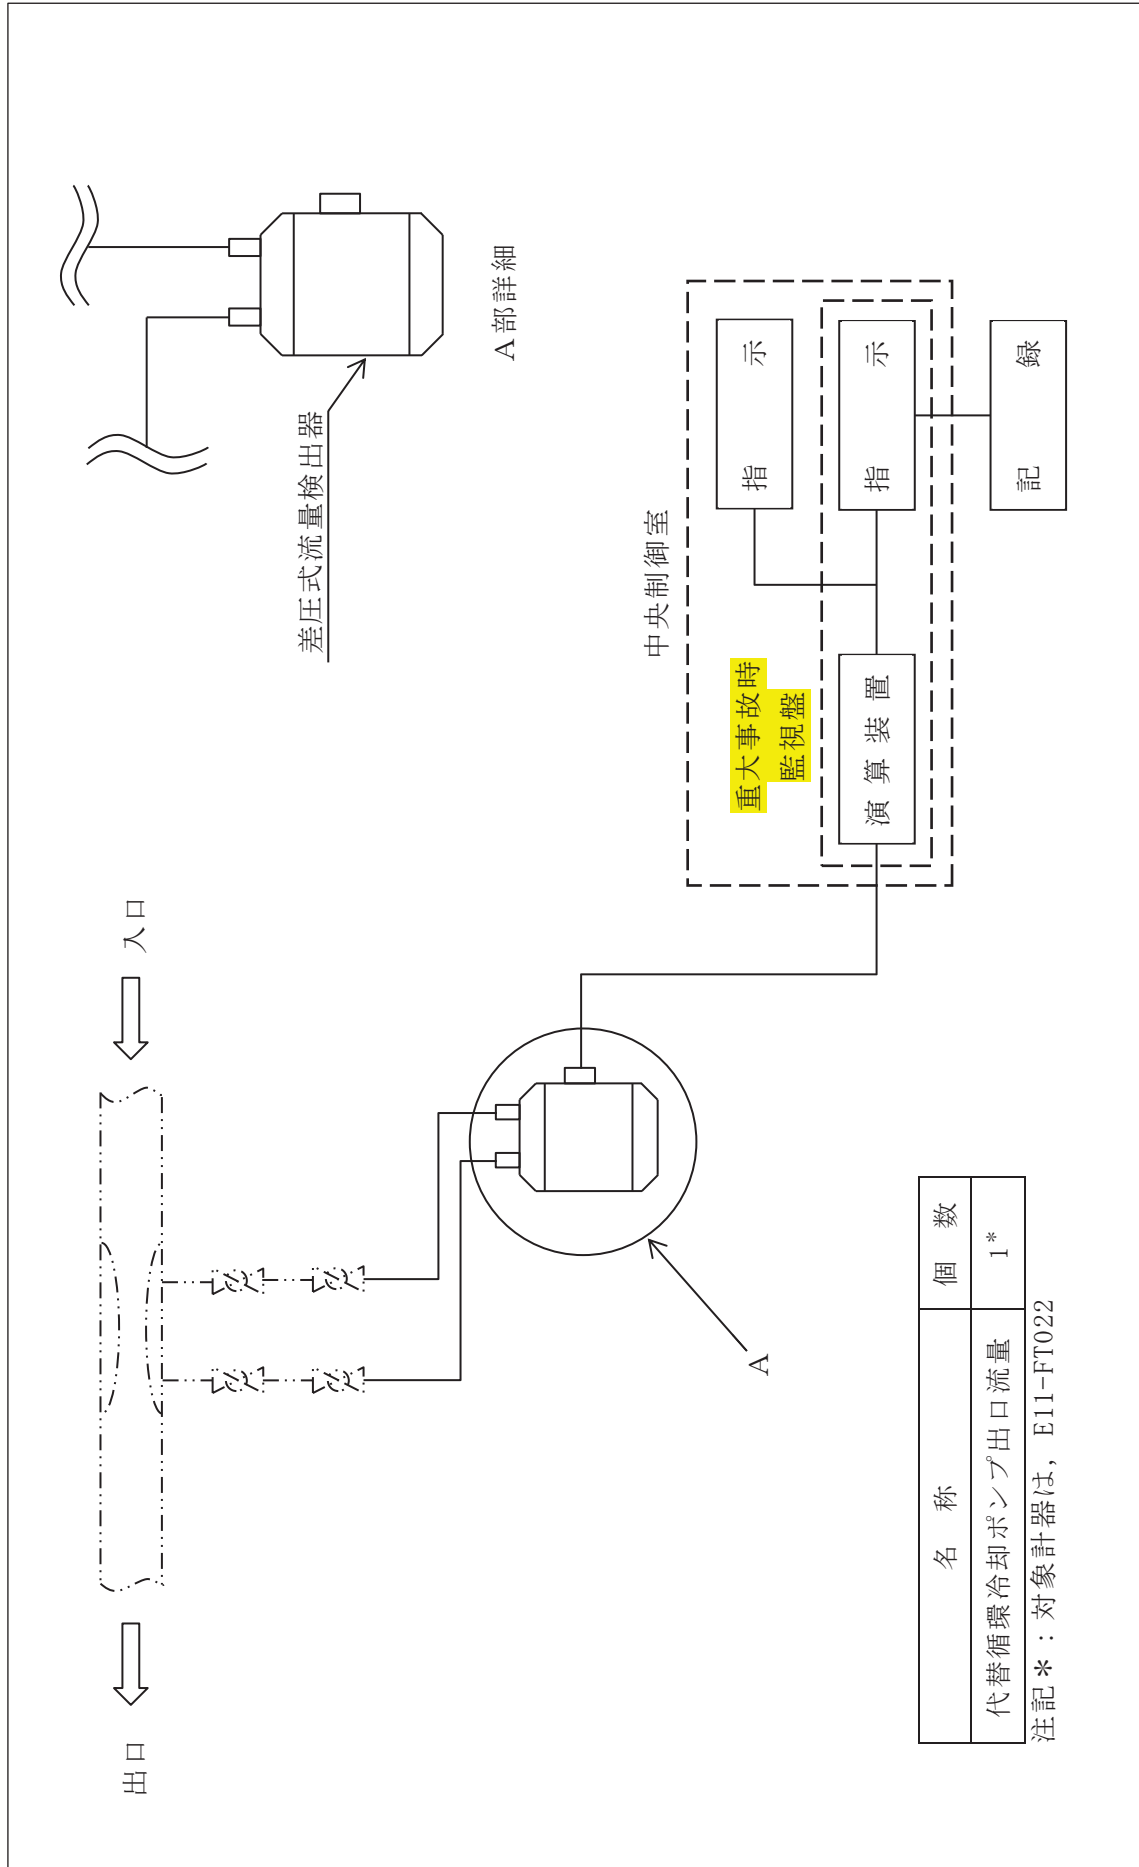 出口
入口
A
差圧式流量検出器
A部詳細
中央制御室
重大事故時
監視盤
指示
演算装置
指示
記録
名称 個数
代替循環冷却ポンプ出口流量 1*
注記*：対象計器は，E11-FT022